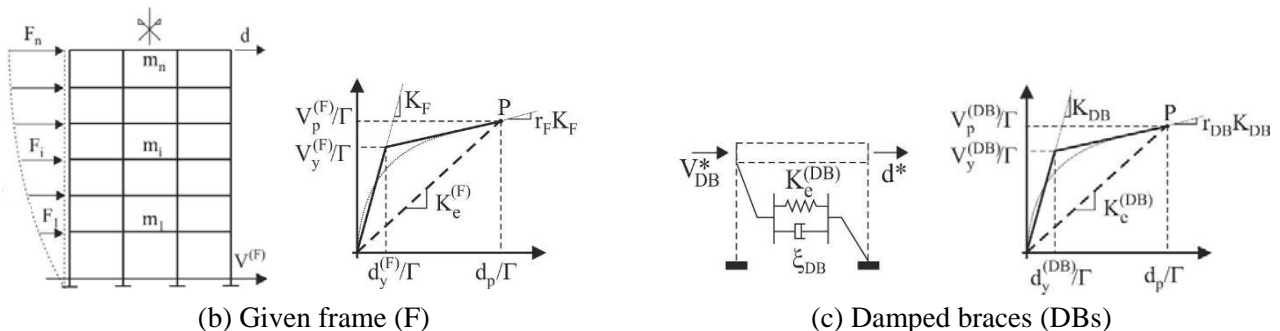 F_n
d
m_n
F_i
m_i
F_1
m_1
V^(F)
K_F
P
V_p^(F)/Γ
r_F K_F
V_y^(F)/Γ
K_e^(F)
d_y^(F)/Γ
d_p/Γ
V*_DB
d*
K_e^(DB)
ξ_DB
K_DB
P
V_p^(DB)/Γ
r_DB K_DB
V_y^(DB)/Γ
K_e^(DB)
d_y^(DB)/Γ
d_p/Γ
(b) Given frame (F)
(c) Damped braces (DBs)